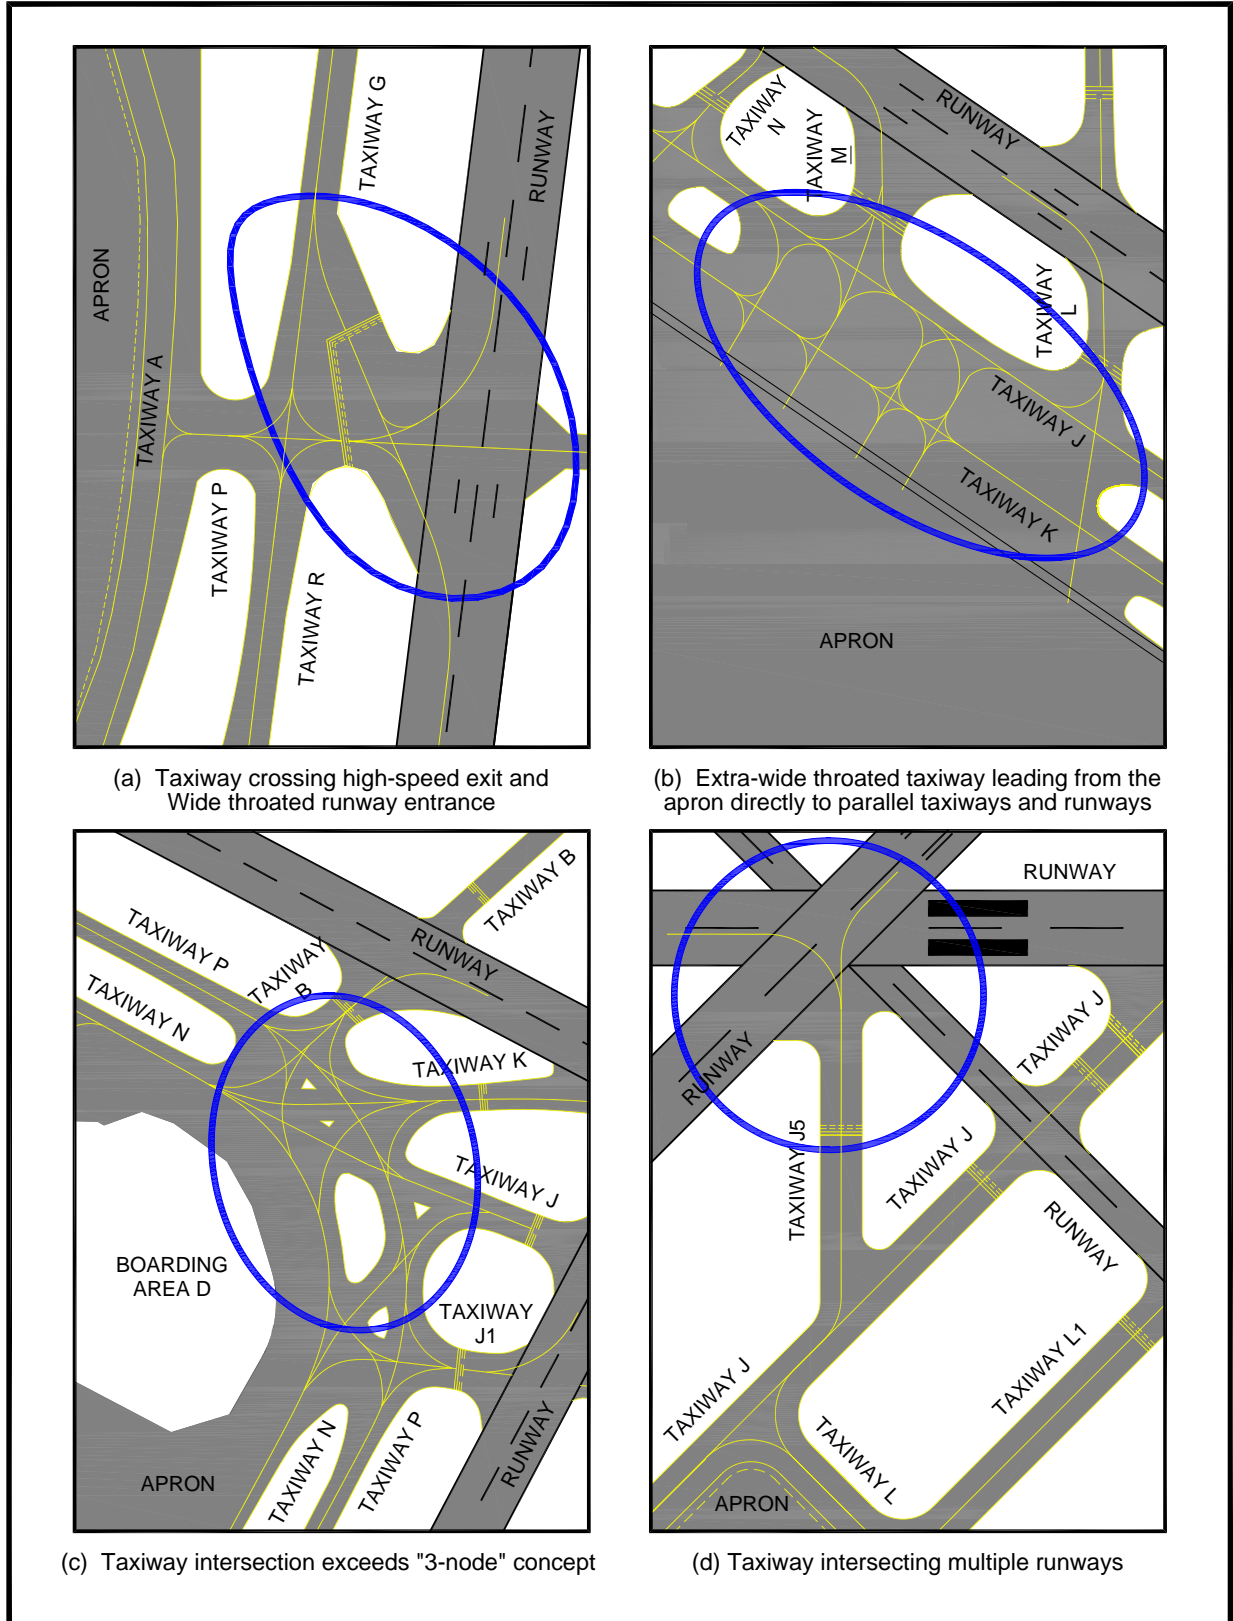 TAXIWAY G
RUNWAY
APRON
TAXIWAY A
TAXIWAY P
TAXIWAY R
(a) Taxiway crossing high-speed exit and
Wide throated runway entrance
TAXIWAY
N
TAXIWAY
M
RUNWAY
TAXIWAY
L
TAXIWAY J
TAXIWAY K
APRON
(b) Extra-wide throated taxiway leading from the
apron directly to parallel taxiways and runways
TAXIWAY B
RUNWAY
TAXIWAY P
TAXIWAY
B
TAXIWAY N
TAXIWAY K
TAXIWAY J
BOARDING
AREA D
TAXIWAY
J1
RUNWAY
TAXIWAY N
TAXIWAY P
APRON
(c) Taxiway intersection exceeds "3-node" concept
RUNWAY
TAXIWAY J
RUNWAY
TAXIWAY J5
TAXIWAY J
RUNWAY
TAXIWAY J
TAXIWAY L1
TAXIWAY L
APRON
(d) Taxiway intersecting multiple runways